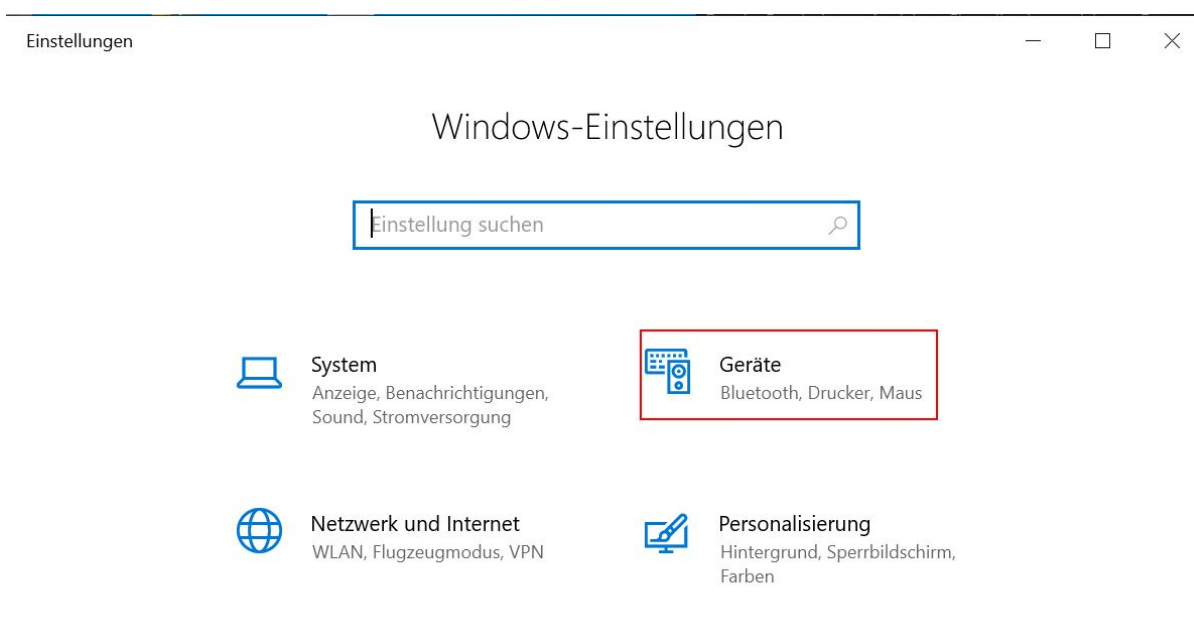 Einstellungen
Windows-Einstellungen
Einstellung suchen
System
Anzeige, Benachrichtigungen,
Sound, Stromversorgung
Geräte
Bluetooth, Drucker, Maus
Netzwerk und Internet
WLAN, Flugzeugmodus, VPN
Personalisierung
Hintergrund, Sperrbildschirm,
Farben